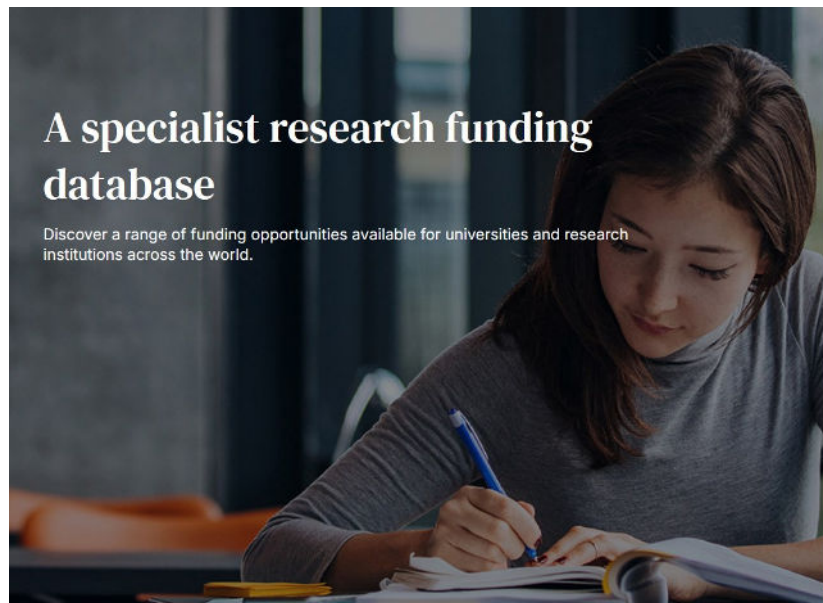 A specialist research funding
database
Discover a range of funding opportunities available for universities and research
institutions across the world.